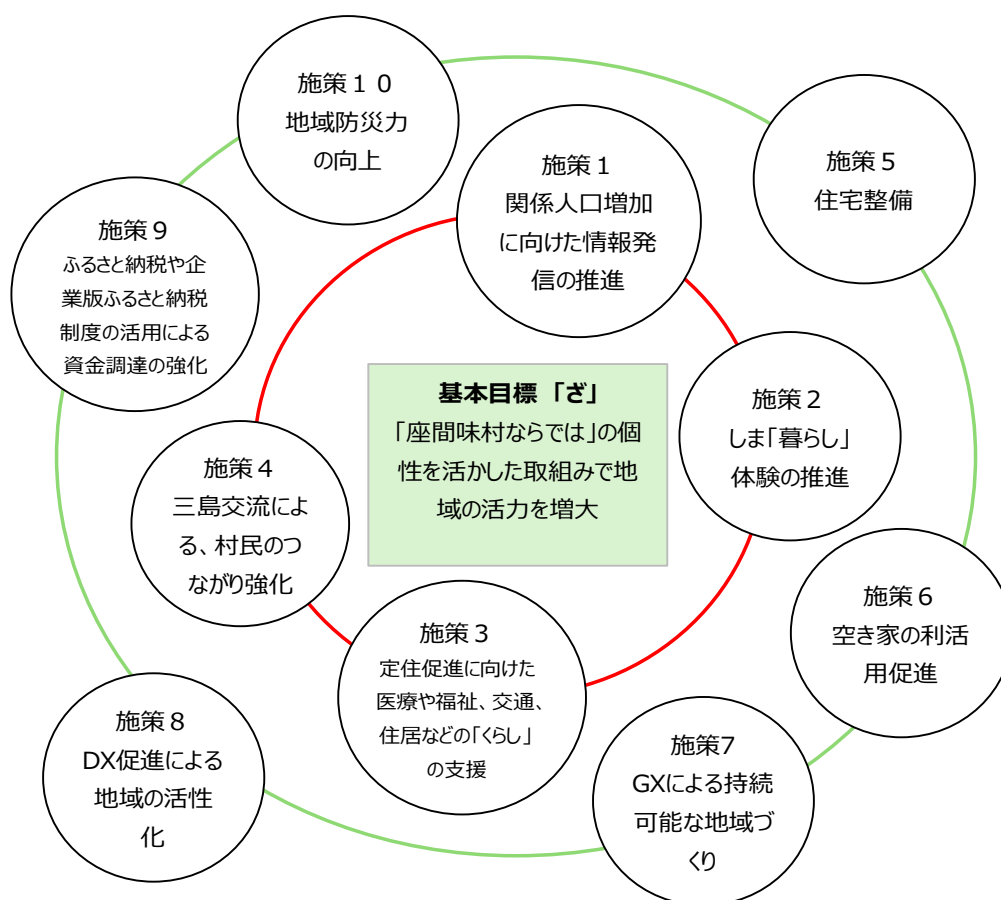 施策１０
地域防災力
の向上
施策１
関係人口増加
に向けた情報発
信の推進
施策５
住宅整備
施策９
ふるさと納税や企
業版ふるさと納税
制度の活用による
資金調達の強化
基本目標 「ざ」
「座間味村ならでは」の個
性を活かした取組みで地
域の活力を増大
施策２
しま「暮らし」
体験の推進
施策４
三島交流によ
る、村民のつ
ながり強化
施策６
空き家の利活
用促進
施策３
定住促進に向けた
医療や福祉、交通、
住居などの「くらし」
の支援
施策８
DX促進による
地域の活性
化
施策7
GXによる持続
可能な地域づ
くり